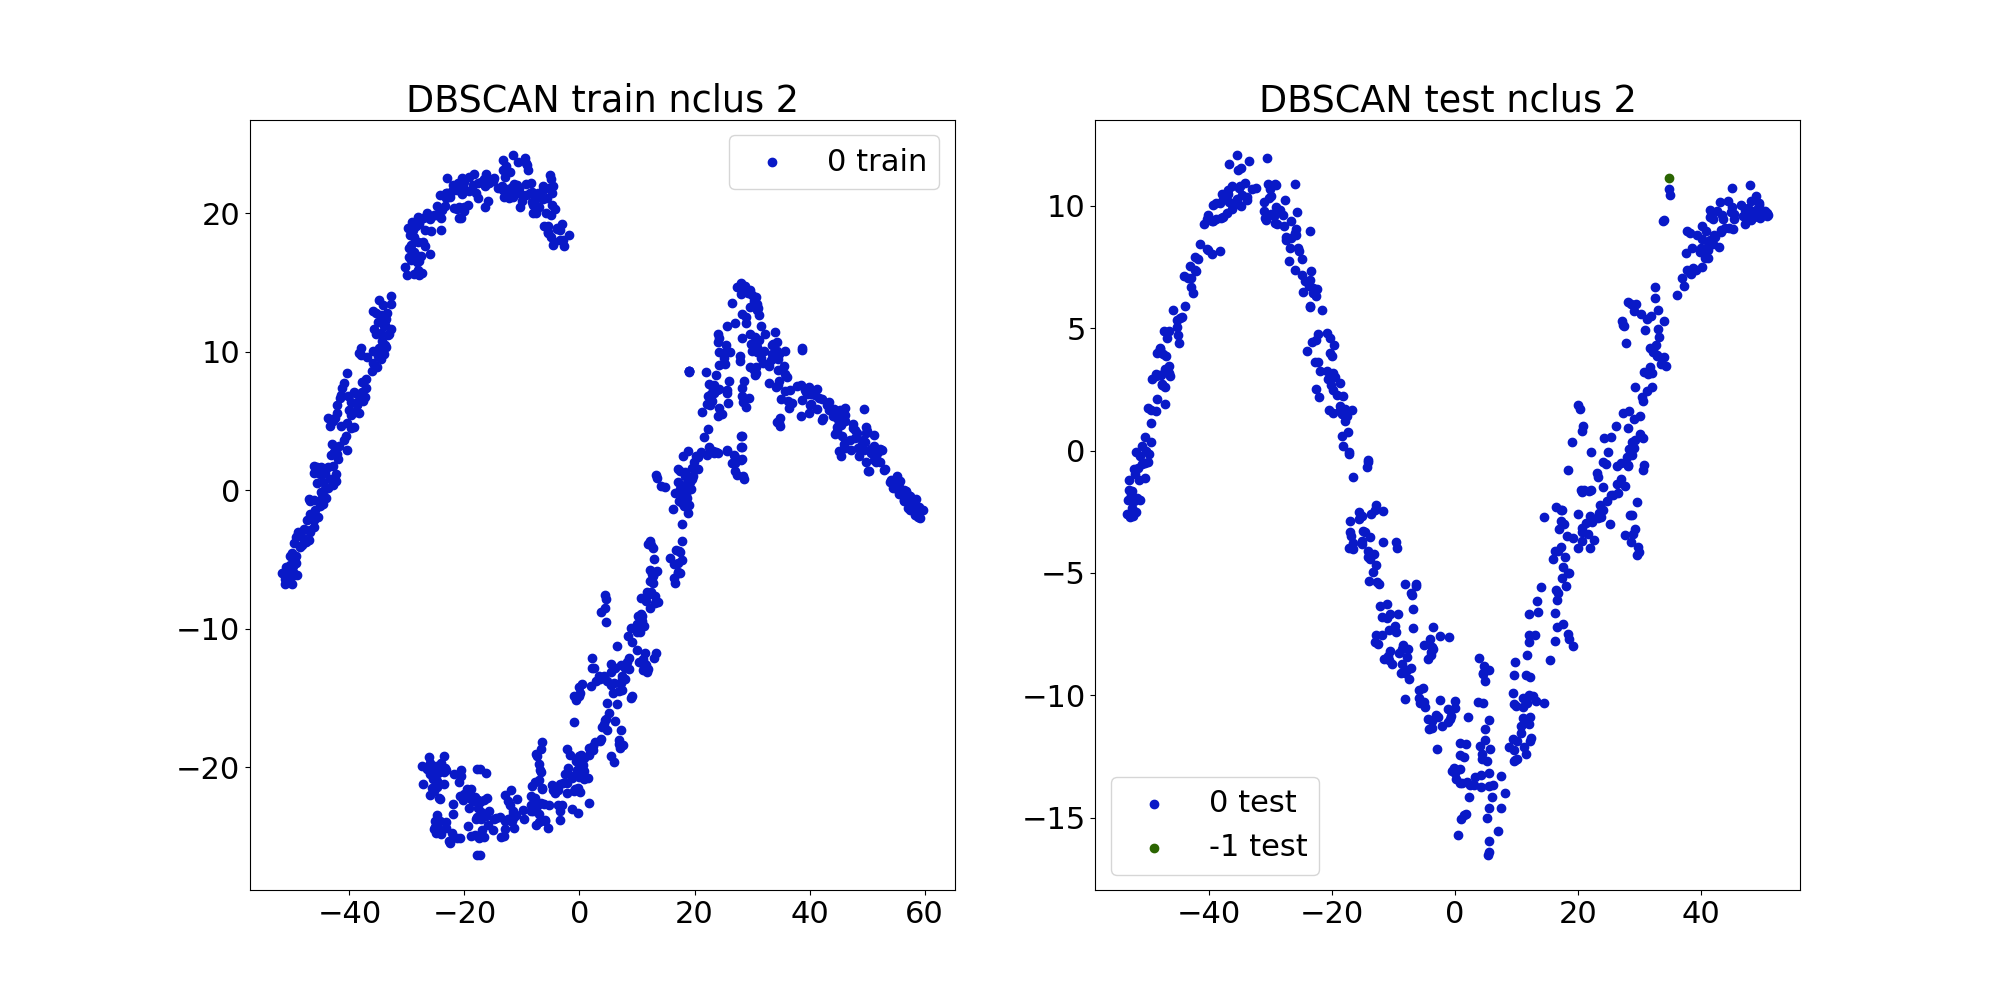 DBSCAN train nclus 2
0 train
20
10
0
−10
−20
−40 −20 0 20 40 60
DBSCAN test nclus 2
10
5
0
−5
−10
−15
0 test
-1 test
−40 −20 0 20 40